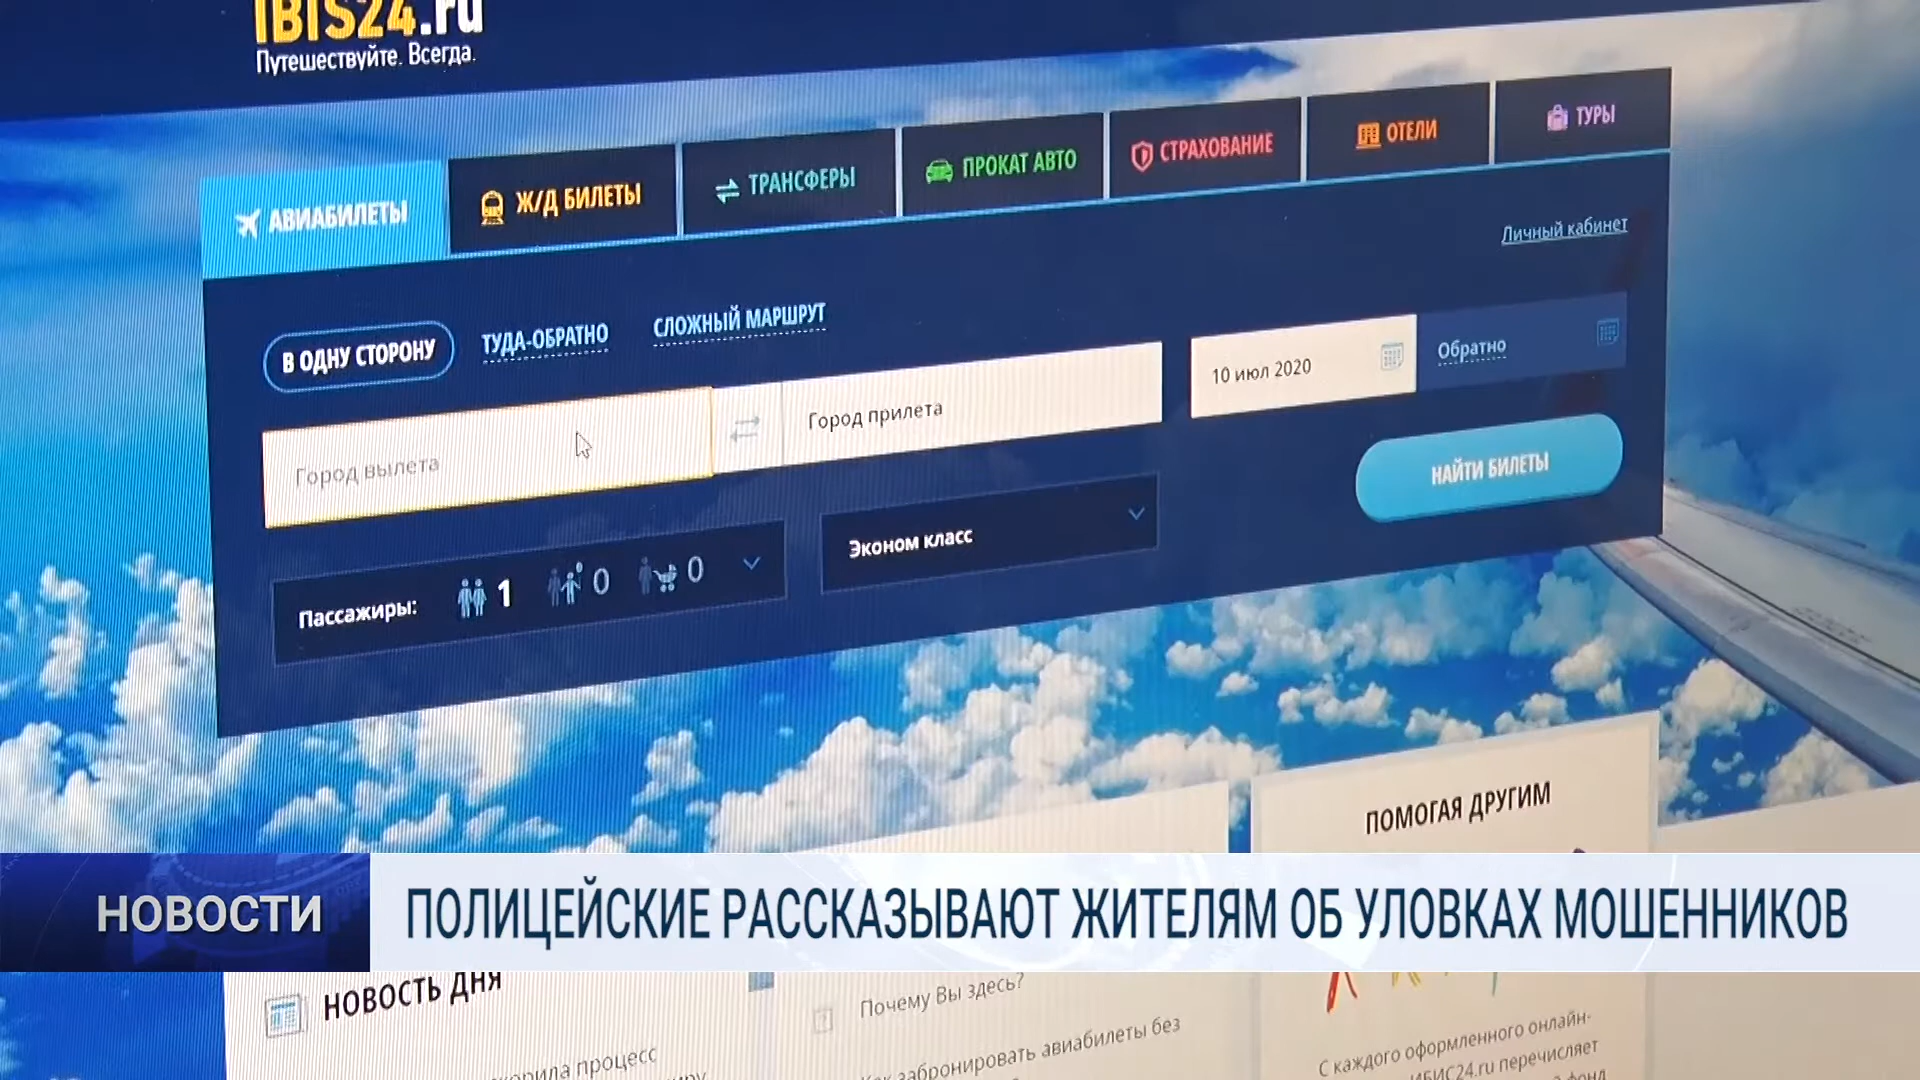 IBIS24.ru
Путешествуйте. Всегда.
АВИАБИЛЕТЫ
Ж/Д БИЛЕТЫ
ТРАНСФЕРЫ
ПРОКАТ АВТО
СТРАХОВАНИЕ
ОТЕЛИ
ТУРЫ
Личный кабинет
В ОДНУ СТОРОНУ
ТУДА-ОБРАТНО
СЛОЖНЫЙ МАРШРУТ
Город вылета
Город прилета
10 июл 2020
Обратно
Пассажиры: 1 0 0
Эконом класс
НАЙТИ БИЛЕТЫ
ПОМОГАЯ ДРУГИМ
НОВОСТИ
ПОЛИЦЕЙСКИЕ РАССКАЗЫВАЮТ ЖИТЕЛЯМ ОБ УЛОВКАХ МОШЕННИКОВ
НОВОСТЬ ДНЯ
процесс
Почему Вы здесь?
забронировать авиабилеты без
С каждого оформленного онлайн-
ИБИС24.ru перечисляет
фонд